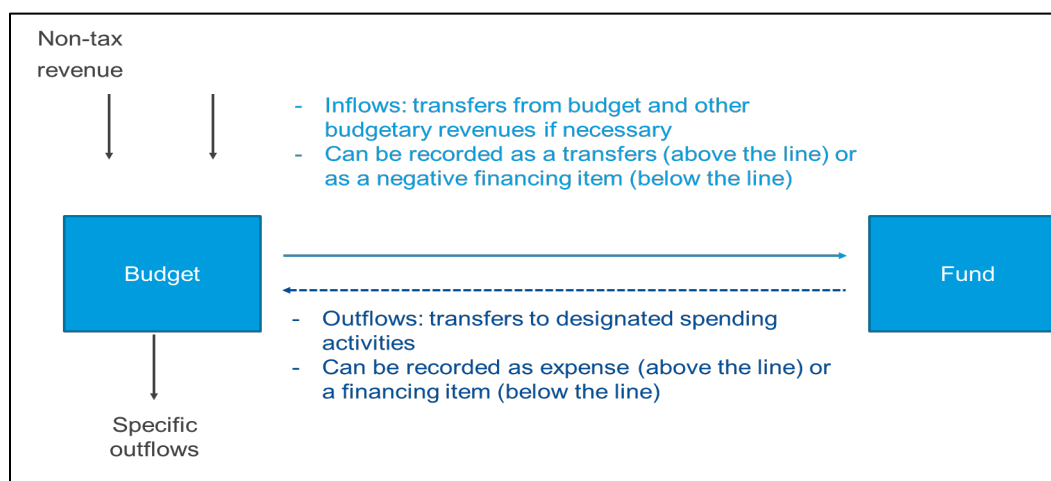 Non-tax
revenue
- Inflows: transfers from budget and other
budgetary revenues if necessary
- Can be recorded as a transfers (above the line) or
as a negative financing item (below the line)
Budget
Fund
- Outflows: transfers to designated spending
activities
- Can be recorded as expense (above the line) or
a financing item (below the line)
Specific
outflows